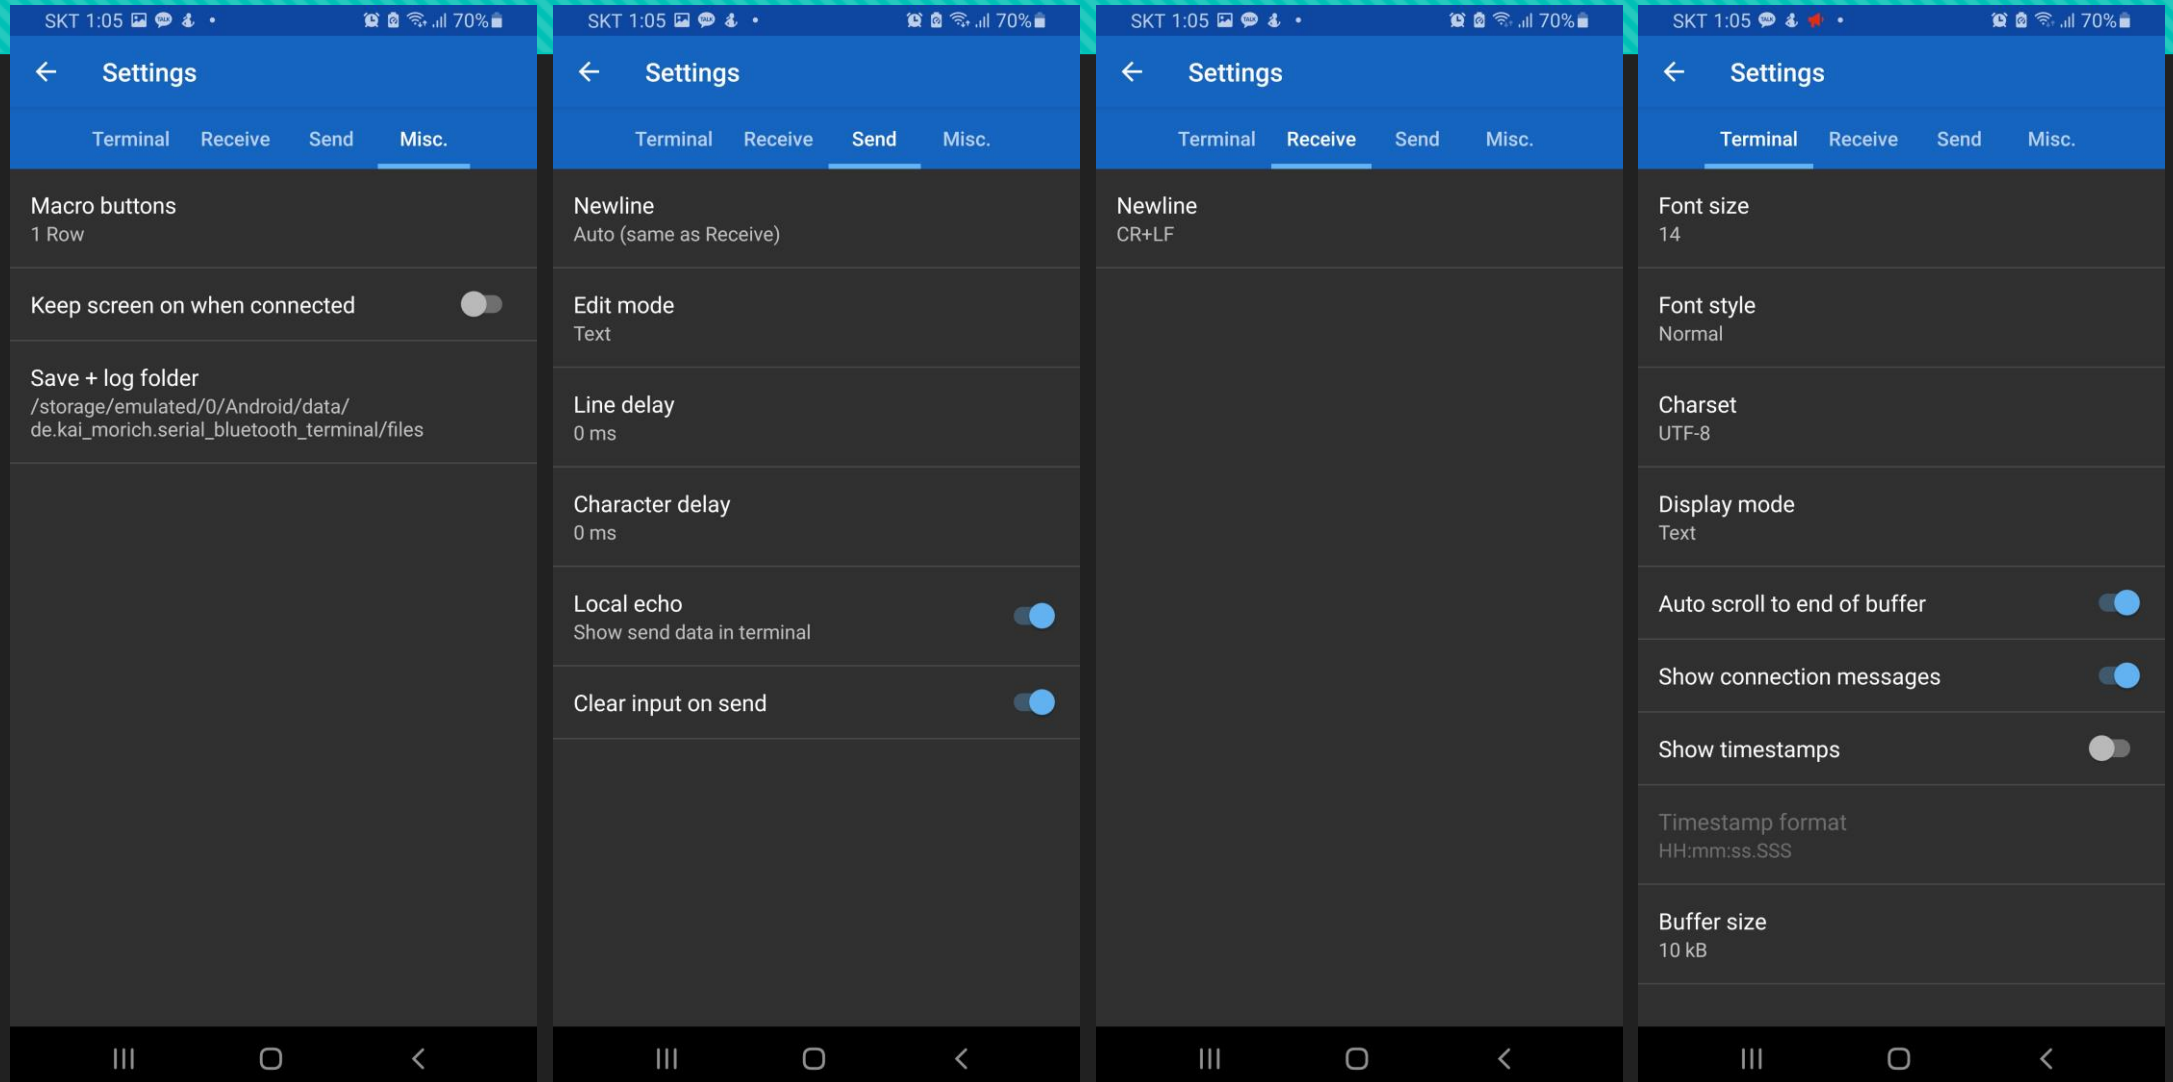 SKT 1:05
70%
Settings
Terminal Receive Send Misc.
Macro buttons
1 Row
Keep screen on when connected
Save + log folder
/storage/emulated/0/Android/data/
de.kai_morich.serial_bluetooth_terminal/files
SKT 1:05
70%
Settings
Terminal Receive Send Misc.
Newline
Auto (same as Receive)
Edit mode
Text
Line delay
0 ms
Character delay
0 ms
Local echo
Show send data in terminal
Clear input on send
SKT 1:05
70%
Settings
Terminal Receive Send Misc.
Newline
CR+LF
SKT 1:05
70%
Settings
Terminal Receive Send Misc.
Font size
14
Font style
Normal
Charset
UTF-8
Display mode
Text
Auto scroll to end of buffer
Show connection messages
Show timestamps
Timestamp format
HH:mm:ss.SSS
Buffer size
10 kB